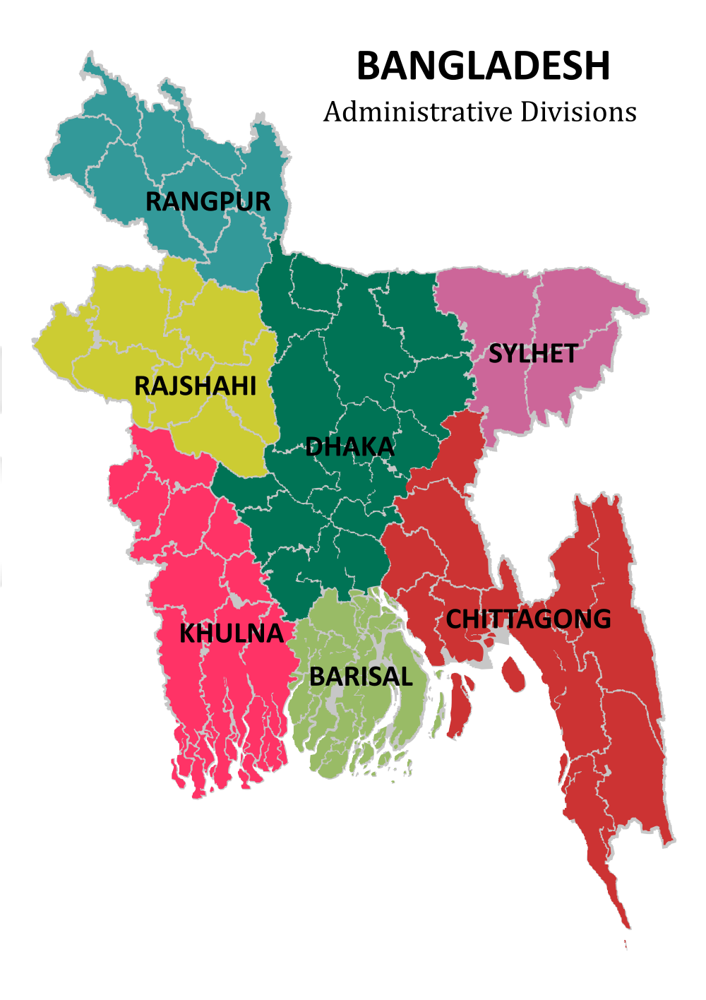 BANGLADESH
Administrative Divisions
RANGPUR
SYLHET
RAJSHAHI
DHAKA
CHITTAGONG
KHULNA
BARISAL